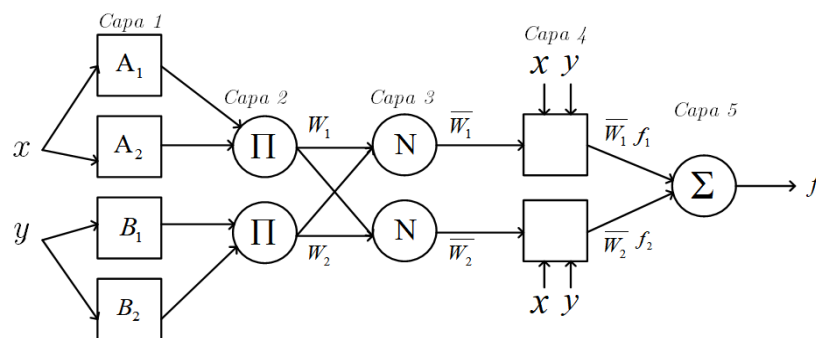 Capa 1
A₁
A₂
x
y
B₁
B₂
Capa 2
Π
Π
W₁
W₂
Capa 3
N
N
W̅₁
W̅₂
Capa 4
x y
x y
W̅₁ f₁
W̅₂ f₂
Capa 5
Σ
f